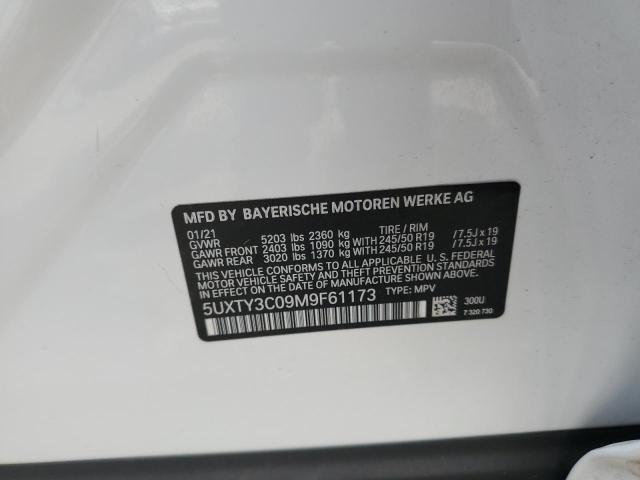 MFD BY BAYERISCHE MOTOREN WERKE AG
01/21 TIRE / RIM
GVWR 5203 lbs 2360 kg
GAWR FRONT 2403 lbs 1090 kg WITH 245/50 R19 /7.5J x 19
GAWR REAR 3020 lbs 1370 kg WITH 245/50 R19 /7.5J x 19
THIS VEHICLE CONFORMS TO ALL APPLICABLE U.S. FEDERAL
MOTOR VEHICLE SAFETY STANDARDS IN EFFECT ON THE
DATE OF MANUFACTURE SHOWN ABOVE.
5UXTY3C09M9F61173 TYPE: MPV
300U
7 320 730